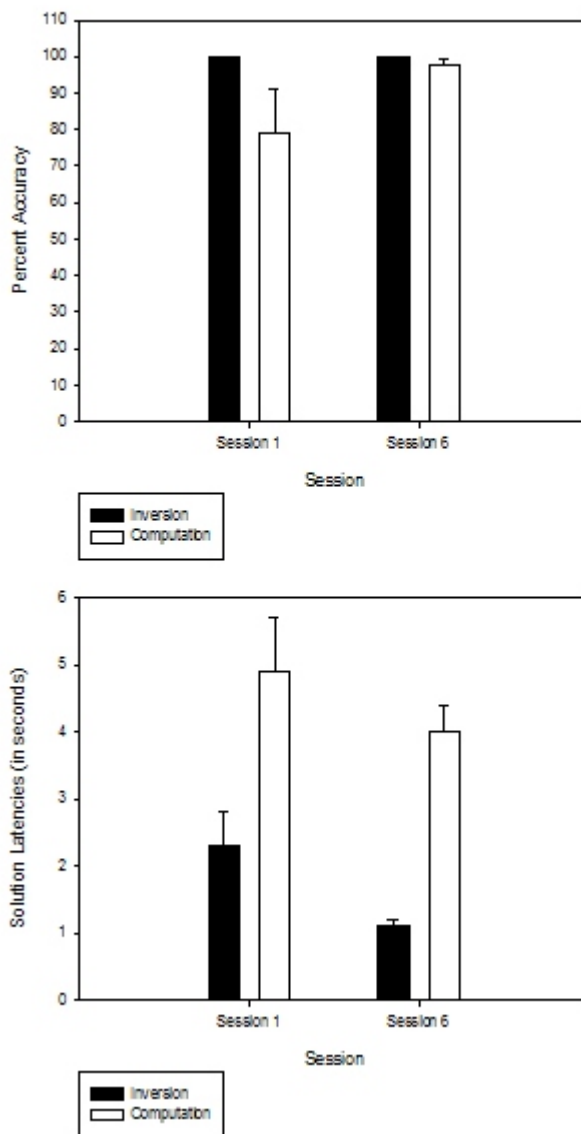 110
100
90
80
70
60
50
40
30
20
10
0
Percent Accuracy
Session 1 Session 6
Session
Inversion
Computation
6
5
4
3
2
1
0
Solution Latencies (in seconds)
Session 1 Session 6
Session
Inversion
Computation